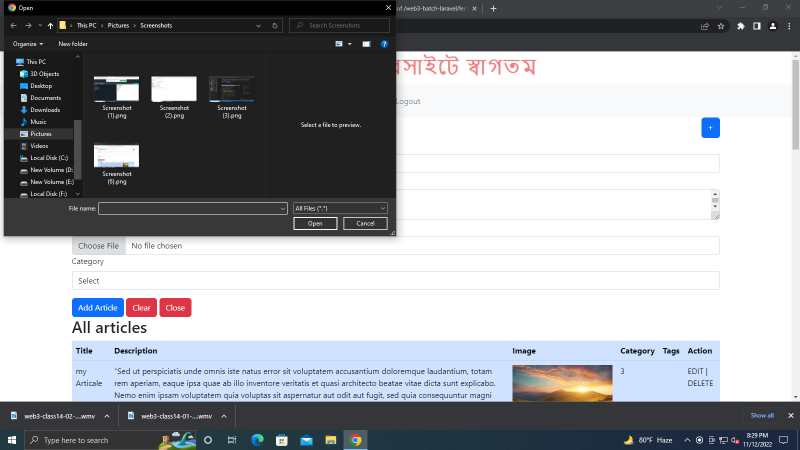 Open
of /web3-batch-laravel/le
This PC > Pictures > Screenshots
Search Screenshots
Organize
New folder
This PC
3D Objects
Desktop
Documents
Downloads
Music
Pictures
Videos
Local Disk (C:)
New Volume (D:
New Volume (E:)
Local Disk (F:)
Screenshot (1).png
Screenshot (2).png
Screenshot (3).png
Screenshot (6).png
Select a file to preview.
File name:
All Files (*.*)
Open
Cancel
সাইটে স্বাগতম
Logout
+
Choose File No file chosen
Category
Select
Add Article
Clear
Close
All articles
Title Description Image Category Tags Action
my Articale
"Sed ut perspiciatis unde omnis iste natus error sit voluptatem accusantium doloremque laudantium, totam
rem aperiam, eaque ipsa quae ab illo inventore veritatis et quasi architecto beatae vitae dicta sunt explicabo.
Nemo enim ipsam voluptatem quia voluptas sit aspernatur aut odit aut fugit, sed quia consequuntur magni
3
EDIT |
DELETE
web3-class14-02-....wmv
web3-class14-01-....wmv
Show all
Type here to search
80°F Haze
8:29 PM
11/12/2022